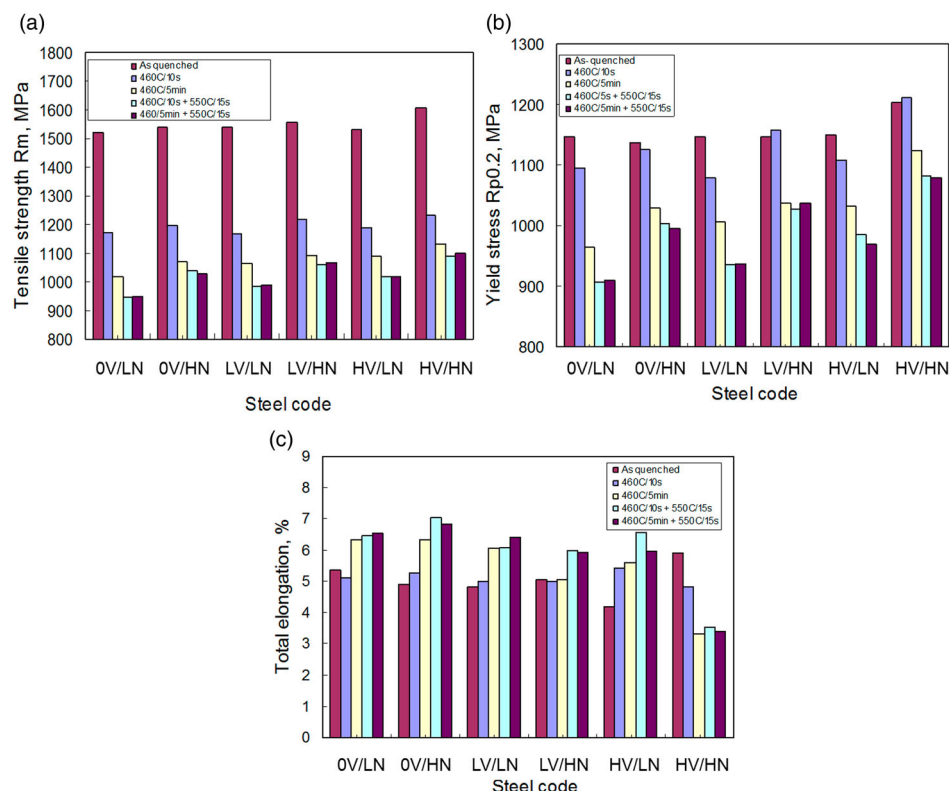 (a)
1800
1700
1600
1500
1400
1300
1200
1100
1000
900
800
Tensile strength Rm, MPa
As quenched
460C/10s
460C/5min
460C/10s + 550C/15s
460/5min + 550C/15s
0V/LN 0V/HN LV/LN LV/HN HV/LN HV/HN
Steel code
(b)
1300
1200
1100
1000
900
800
Yield stress Rp0.2, MPa
As- quenched
460C/10s
460C/5min
460C/5s + 550C/15s
460C/5min + 550C/15s
0V/LN 0V/HN LV/LN LV/HN HV/LN HV/HN
Steel code
(c)
9
8
7
6
5
4
3
2
1
0
Total elongation, %
As quenched
460C/10s
460C/5min
460C/10s + 550C/15s
460C/5min + 550C/15s
0V/LN 0V/HN LV/LN LV/HN HV/LN HV/HN
Steel code